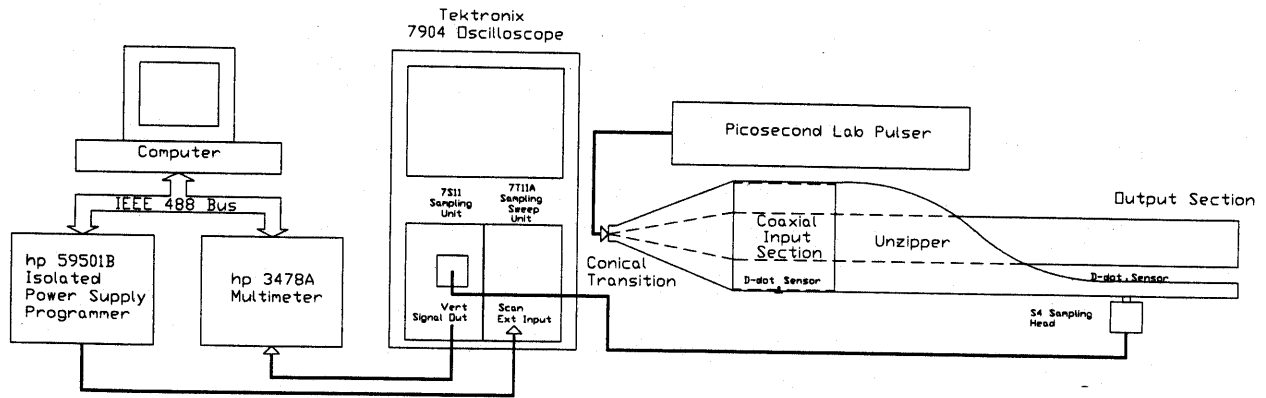 Tektronix
7904 Oscilloscope
Computer
IEEE 488 Bus
hp 59501B
Isolated
Power Supply
Programmer
hp 3478A
Multimeter
7S11
Sampling
Unit
7T11A
Sampling
Sweep
Unit
Vert
Signal Out
Scan
Ext Input
Picosecond Lab Pulser
Conical
Transition
Coaxial
Input
Section
D-dot Sensor
Unzipper
Output Section
D-dot Sensor
S4 Sampling
Head